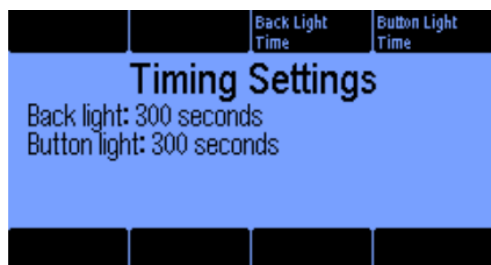 Back Light
Time
Button Light
Time
Timing Settings
Back light: 300 seconds
Button light: 300 seconds